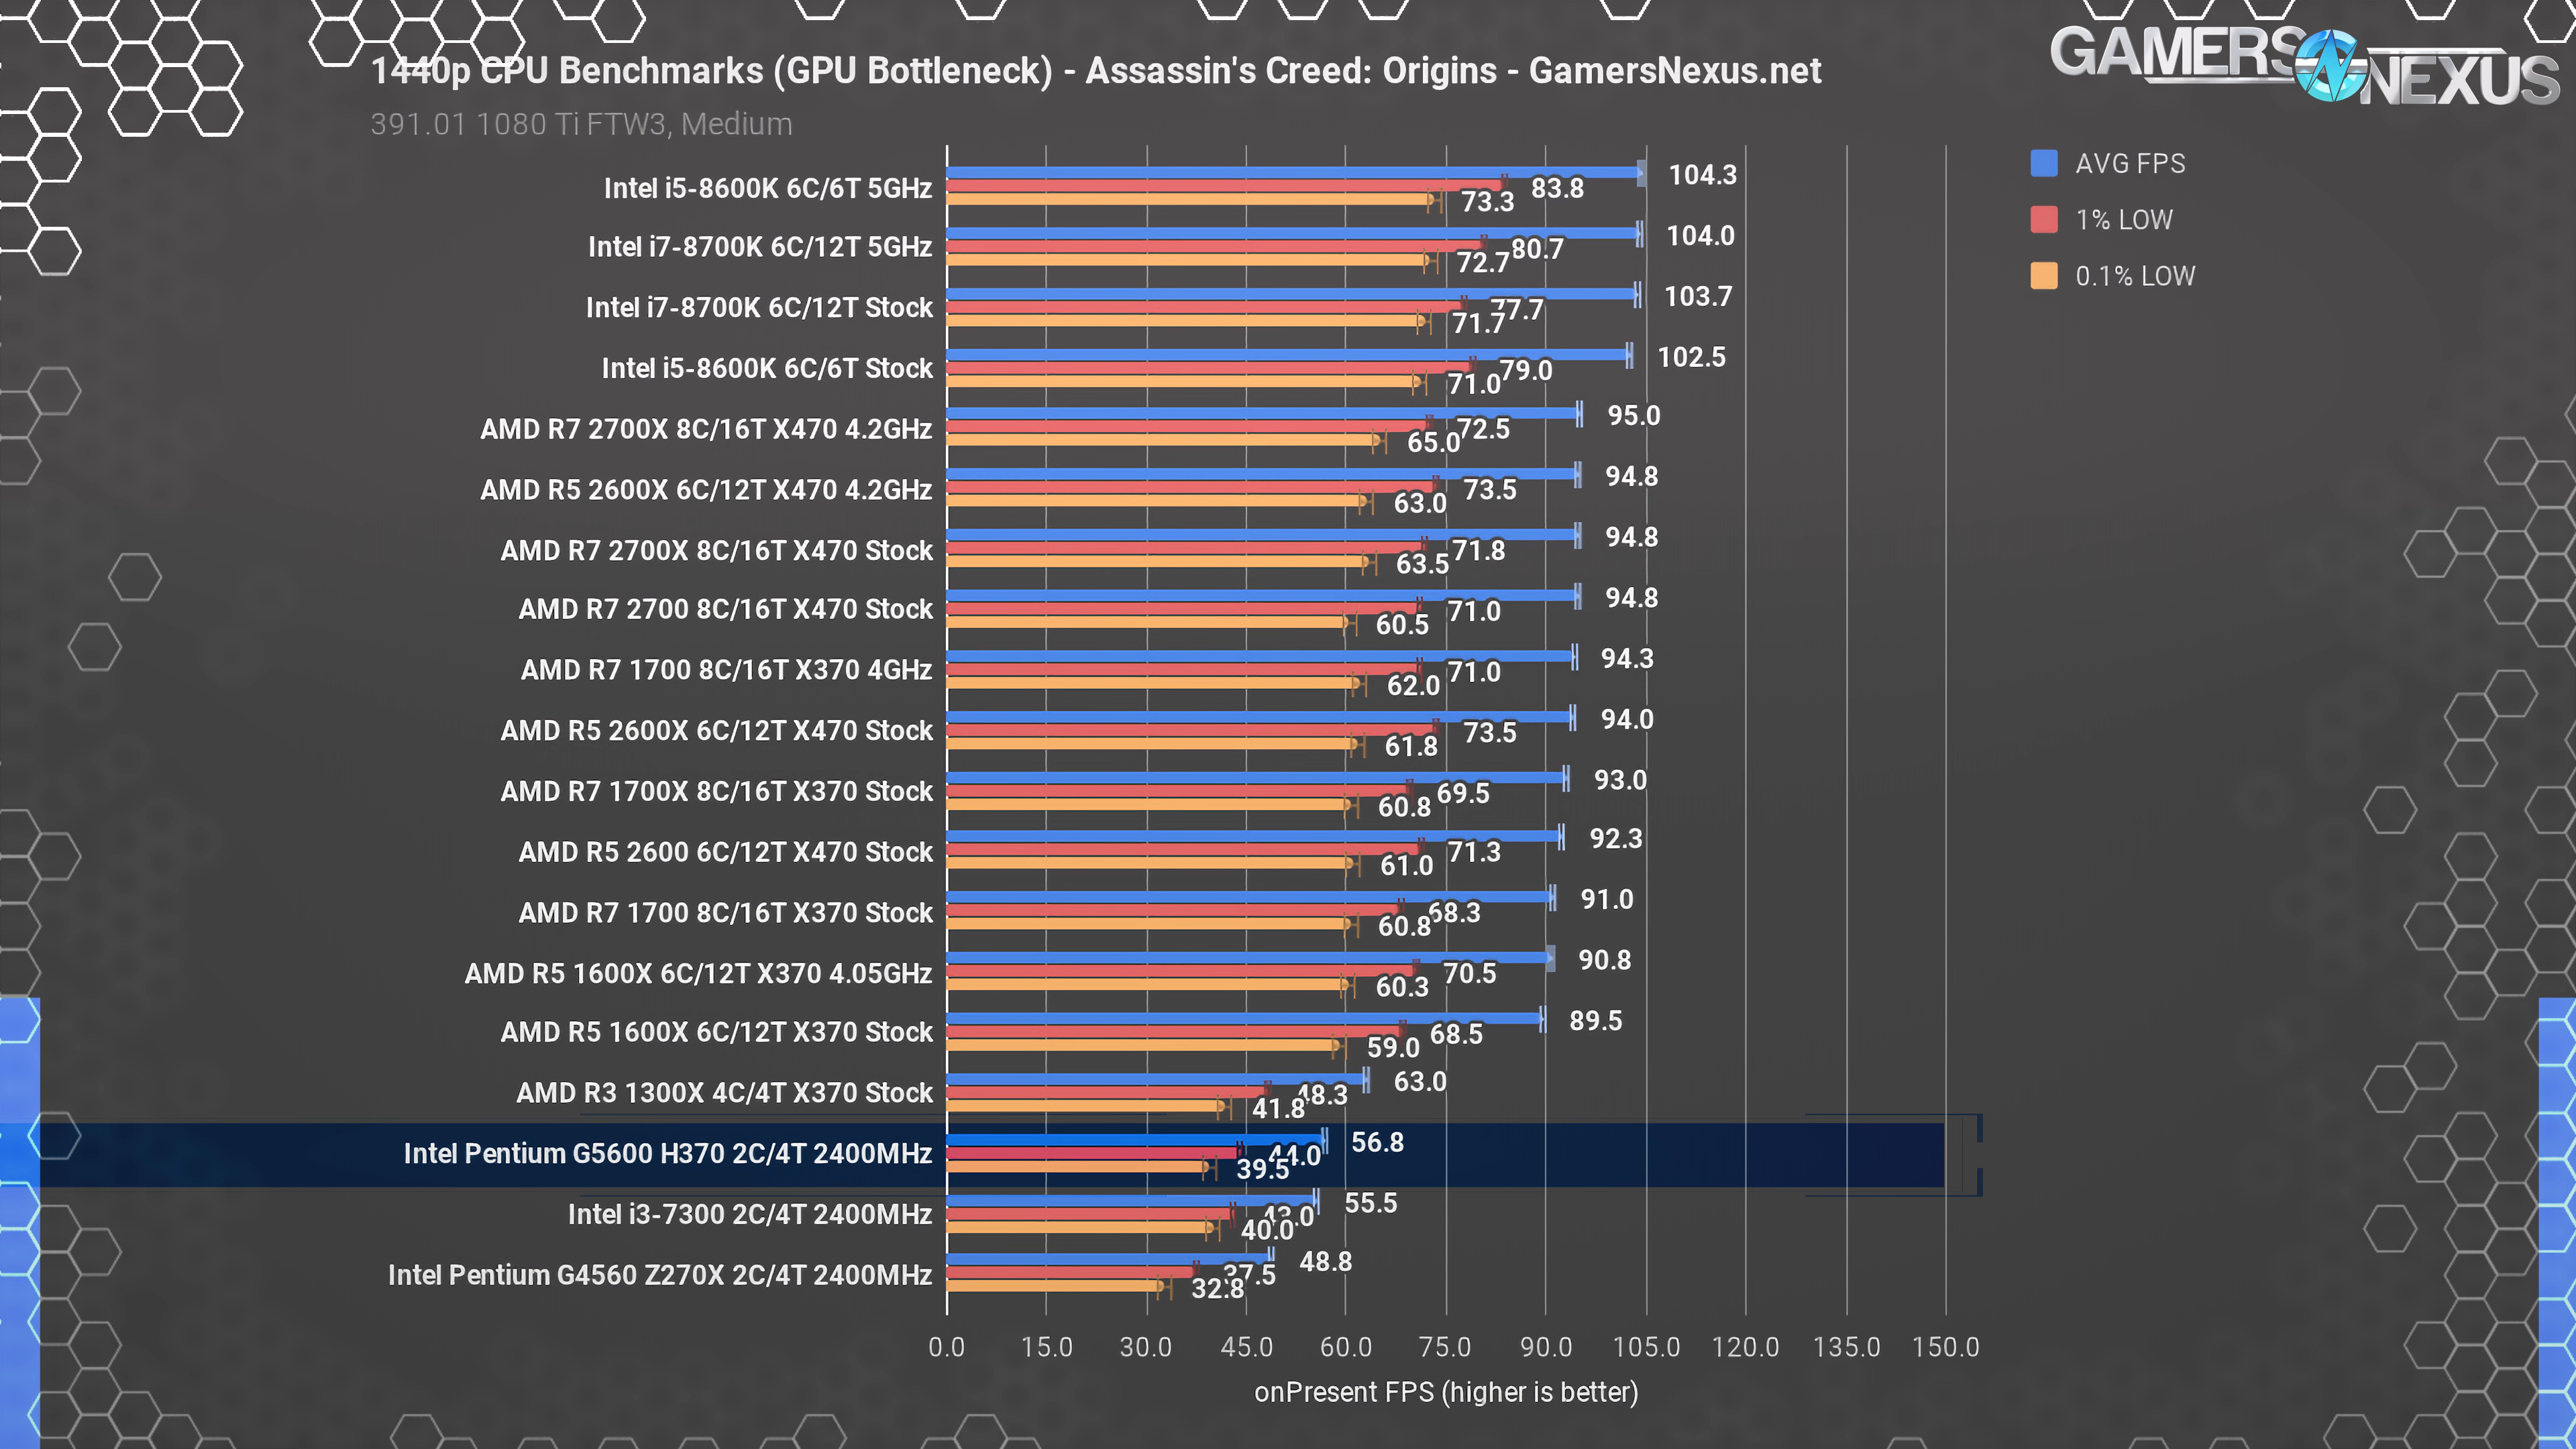 1440p CPU Benchmarks (GPU Bottleneck) - Assassin's Creed: Origins - GamersNexus.net
GAMERS NEXUS
391.01 1080 Ti FTW3, Medium
AVG FPS
1% LOW
0.1% LOW
Intel i5-8600K 6C/6T 5GHz 104.3 83.8 73.3
Intel i7-8700K 6C/12T 5GHz 104.0 80.7 72.7
Intel i7-8700K 6C/12T Stock 103.7 77.7 71.7
Intel i5-8600K 6C/6T Stock 102.5 79.0 71.0
AMD R7 2700X 8C/16T X470 4.2GHz 95.0 72.5 65.0
AMD R5 2600X 6C/12T X470 4.2GHz 94.8 73.5 63.0
AMD R7 2700X 8C/16T X470 Stock 94.8 71.8 63.5
AMD R7 2700 8C/16T X470 Stock 94.8 71.0 60.5
AMD R7 1700 8C/16T X370 4GHz 94.3 71.0 62.0
AMD R5 2600X 6C/12T X470 Stock 94.0 73.5 61.8
AMD R7 1700X 8C/16T X370 Stock 93.0 69.5 60.8
AMD R5 2600 6C/12T X470 Stock 92.3 71.3 61.0
AMD R7 1700 8C/16T X370 Stock 91.0 68.3 60.8
AMD R5 1600X 6C/12T X370 4.05GHz 90.8 70.5 60.3
AMD R5 1600X 6C/12T X370 Stock 89.5 68.5 59.0
AMD R3 1300X 4C/4T X370 Stock 63.0 48.3 41.8
Intel Pentium G5600 H370 2C/4T 2400MHz 56.8 44.0 39.5
Intel i3-7300 2C/4T 2400MHz 55.5 43.0 40.0
Intel Pentium G4560 Z270X 2C/4T 2400MHz 48.8 37.5 32.8
0.0 15.0 30.0 45.0 60.0 75.0 90.0 105.0 120.0 135.0 150.0
onPresent FPS (higher is better)